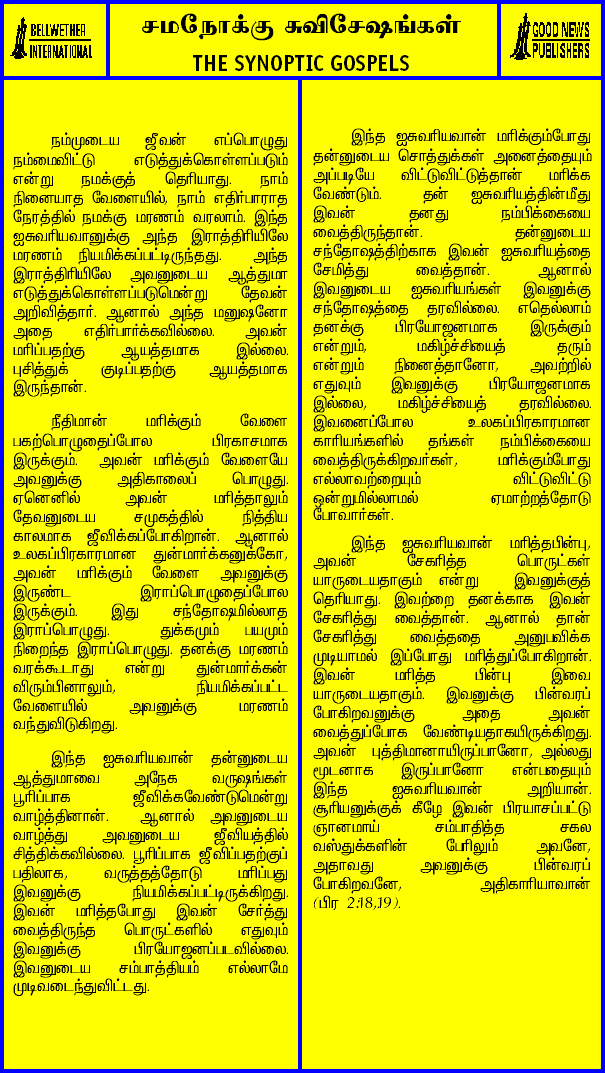 BELLWETHER
INTERNATIONAL
சமநோக்கு சுவிசேஷங்கள்
THE SYNOPTIC GOSPELS
GOOD NEWS
PUBLISHERS
நம்முடைய ஜீவன் எப்பொழுது
நம்மைவிட்டு எடுத்துக்கொள்ளப்படும்
என்று நமக்குத் தெரியாது. நாம்
நினையாத வேளையில், நாம் எதிர்பாராத
நேரத்தில் நமக்கு மரணம் வரலாம். இந்த
ஐசுவரியவானுக்கு அந்த இராத்திரியிலே
மரணம் நியமிக்கப்பட்டிருந்தது. அந்த
இராத்திரியிலே அவனுடைய ஆத்துமா
எடுத்துக்கொள்ளப்படுமென்று தேவன்
அறிவித்தார். ஆனால் அந்த மனுஷனோ
அதை எதிர்பார்க்கவில்லை. அவன்
மரிப்பதற்கு ஆயத்தமாக இல்லை.
புசித்துக் குடிப்பதற்கு ஆயத்தமாக
இருந்தான்.
நீதிமான் மரிக்கும் வேளை
பகற்பொழுதைப்போல பிரகாசமாக
இருக்கும். அவன் மரிக்கும் வேளையே
அவனுக்கு அதிகாலைப் பொழுது.
ஏனெனில் அவன் மரித்தாலும்
தேவனுடைய சமுகத்தில் நித்திய
காலமாக ஜீவிக்கப்போகிறான். ஆனால்
உலகப்பிரகாரமான துன்மார்க்கனுக்கோ,
அவன் மரிக்கும் வேளை அவனுக்கு
இருண்ட இராப்பொழுதைப்போல
இருக்கும். இது சந்தோஷமில்லாத
இராப்பொழுது. துக்கமும் பயமும்
நிறைந்த இராப்பொழுது. தனக்கு மரணம்
வரக்கூடாது என்று துன்மார்க்கன்
விரும்பினாலும், நியமிக்கப்பட்ட
வேளையில் அவனுக்கு மரணம்
வந்துவிடுகிறது.
இந்த ஐசுவரியவான் தன்னுடைய
ஆத்துமாவை அநேக வருஷங்கள்
பூரிப்பாக ஜீவிக்கவேண்டுமென்று
வாழ்த்தினான். ஆனால் அவனுடைய
வாழ்த்து அவனுடைய ஜீவியத்தில்
சித்திக்கவில்லை. பூரிப்பாக ஜீவிப்பதற்குப்
பதிலாக, வருத்தத்தோடு மரிப்பது
இவனுக்கு நியமிக்கப்பட்டிருக்கிறது.
இவன் மரித்தபோது இவன் சேர்த்து
வைத்திருந்த பொருட்களில் எதுவும்
இவனுக்கு பிரயோஜனப்படவில்லை.
இவனுடைய சம்பாத்தியம் எல்லாமே
முடிவடைந்துவிட்டது.
இந்த ஐசுவரியவான் மரிக்கும்போது
தன்னுடைய சொத்துக்கள் அனைத்தையும்
அப்படியே விட்டுவிட்டுத்தான் மரிக்க
வேண்டும். தன் ஐசுவரியத்தின்மீது
இவன் தனது நம்பிக்கையை
வைத்திருந்தான். தன்னுடைய
சந்தோஷத்திற்காக இவன் ஐசுவரியத்தை
சேமித்து வைத்தான். ஆனால்
இவனுடைய ஐசுவரியங்கள் இவனுக்கு
சந்தோஷத்தை தரவில்லை. எதெல்லாம்
தனக்கு பிரயோஜனமாக இருக்கும்
என்றும், மகிழ்ச்சியைத் தரும்
என்றும் நினைத்தானோ, அவற்றில்
எதுவும் இவனுக்கு பிரயோஜனமாக
இல்லை, மகிழ்ச்சியைத் தரவில்லை.
இவனைப்போல உலகப்பிரகாரமான
காரியங்களில் தங்கள் நம்பிக்கையை
வைத்திருக்கிறவர்கள், மரிக்கும்போது
எல்லாவற்றையும் விட்டுவிட்டு
ஒன்றுமில்லாமல் ஏமாற்றத்தோடு
போவார்கள்.
இந்த ஐசுவரியவான் மரித்தபின்பு,
அவன் சேகரித்த பொருட்கள்
யாருடையதாகும் என்று இவனுக்குத்
தெரியாது. இவற்றை தனக்காக இவன்
சேகரித்து வைத்தான். ஆனால் தான்
சேகரித்து வைத்ததை அனுபவிக்க
முடியாமல் இப்போது மரித்துப்போகிறான்.
இவன் மரித்த பின்பு இவை
யாருடையதாகும். இவனுக்கு பின்வரப்
போகிறவனுக்கு அதை அவன்
வைத்துப்போக வேண்டியதாகயிருக்கிறது.
அவன் புத்திமானாயிருப்பானோ, அல்லது
மூடனாக இருப்பானோ என்பதையும்
இந்த ஐசுவரியவான் அறியான்.
சூரியனுக்குக் கீழே இவன் பிரயாசப்பட்டு
ஞானமாய் சம்பாதித்த சகல
வஸ்துக்களின் பேரிலும் அவனே,
அதாவது அவனுக்கு பின்வரப்
போகிறவனே, அதிகாரியாவான்
(பிர 2:18,19).